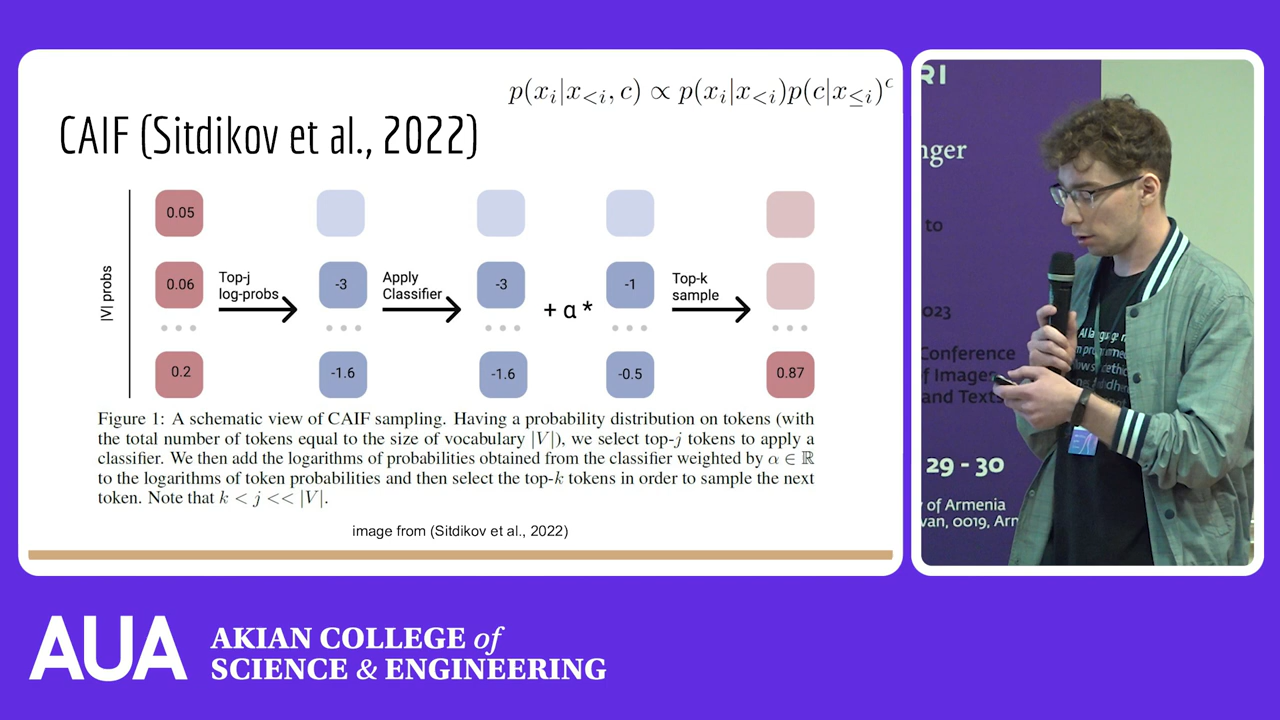 p(x_i|x_{<i}, c) ∝ p(x_i|x_{<i})p(c|x_{≤i})^c
CAIF (Sitdikov et al., 2022)
|V| probs
0.05
0.06
Top-j
log-probs
-3
Apply
Classifier
-3
+ α *
-1
Top-k
sample
0.2
-1.6
-1.6
-0.5
0.87
Figure 1: A schematic view of CAIF sampling. Having a probability distribution on tokens (with
the total number of tokens equal to the size of vocabulary |V|), we select top-j tokens to apply a
classifier. We then add the logarithms of probabilities obtained from the classifier weighted by α ∈ ℝ
to the logarithms of token probabilities and then select the top-k tokens in order to sample the next
token. Note that k < j << |V|.
image from (Sitdikov et al., 2022)
RI
nger
to
023
Conference
f Images
and Texts
29 - 30
of Armenia
van, 0019, Arm
AI language m
AUA
AKIAN COLLEGE of
SCIENCE & ENGINEERING